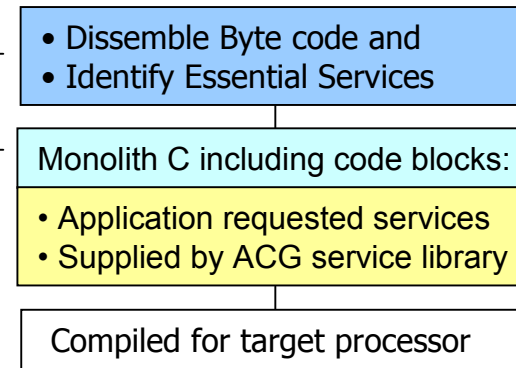 • Dissemble Byte code and
• Identify Essential Services
Monolith C including code blocks:
• Application requested services
• Supplied by ACG service library
Compiled for target processor